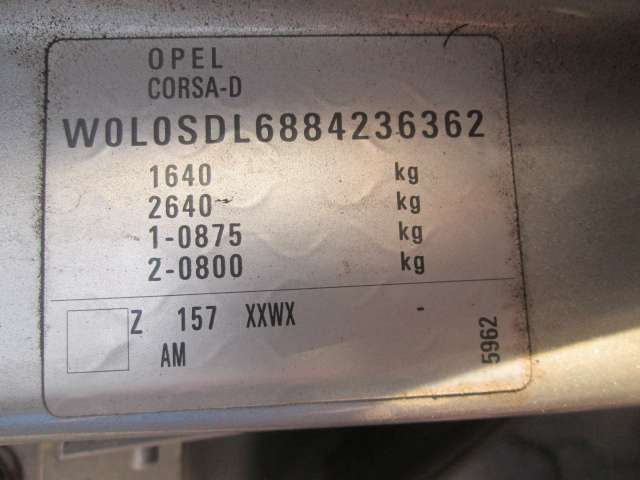 OPEL
CORSA-D
W0L0SDL6884236362
1640 kg
2640 kg
1-0875 kg
2-0800 kg
Z 157 XXWX -
AM
5962